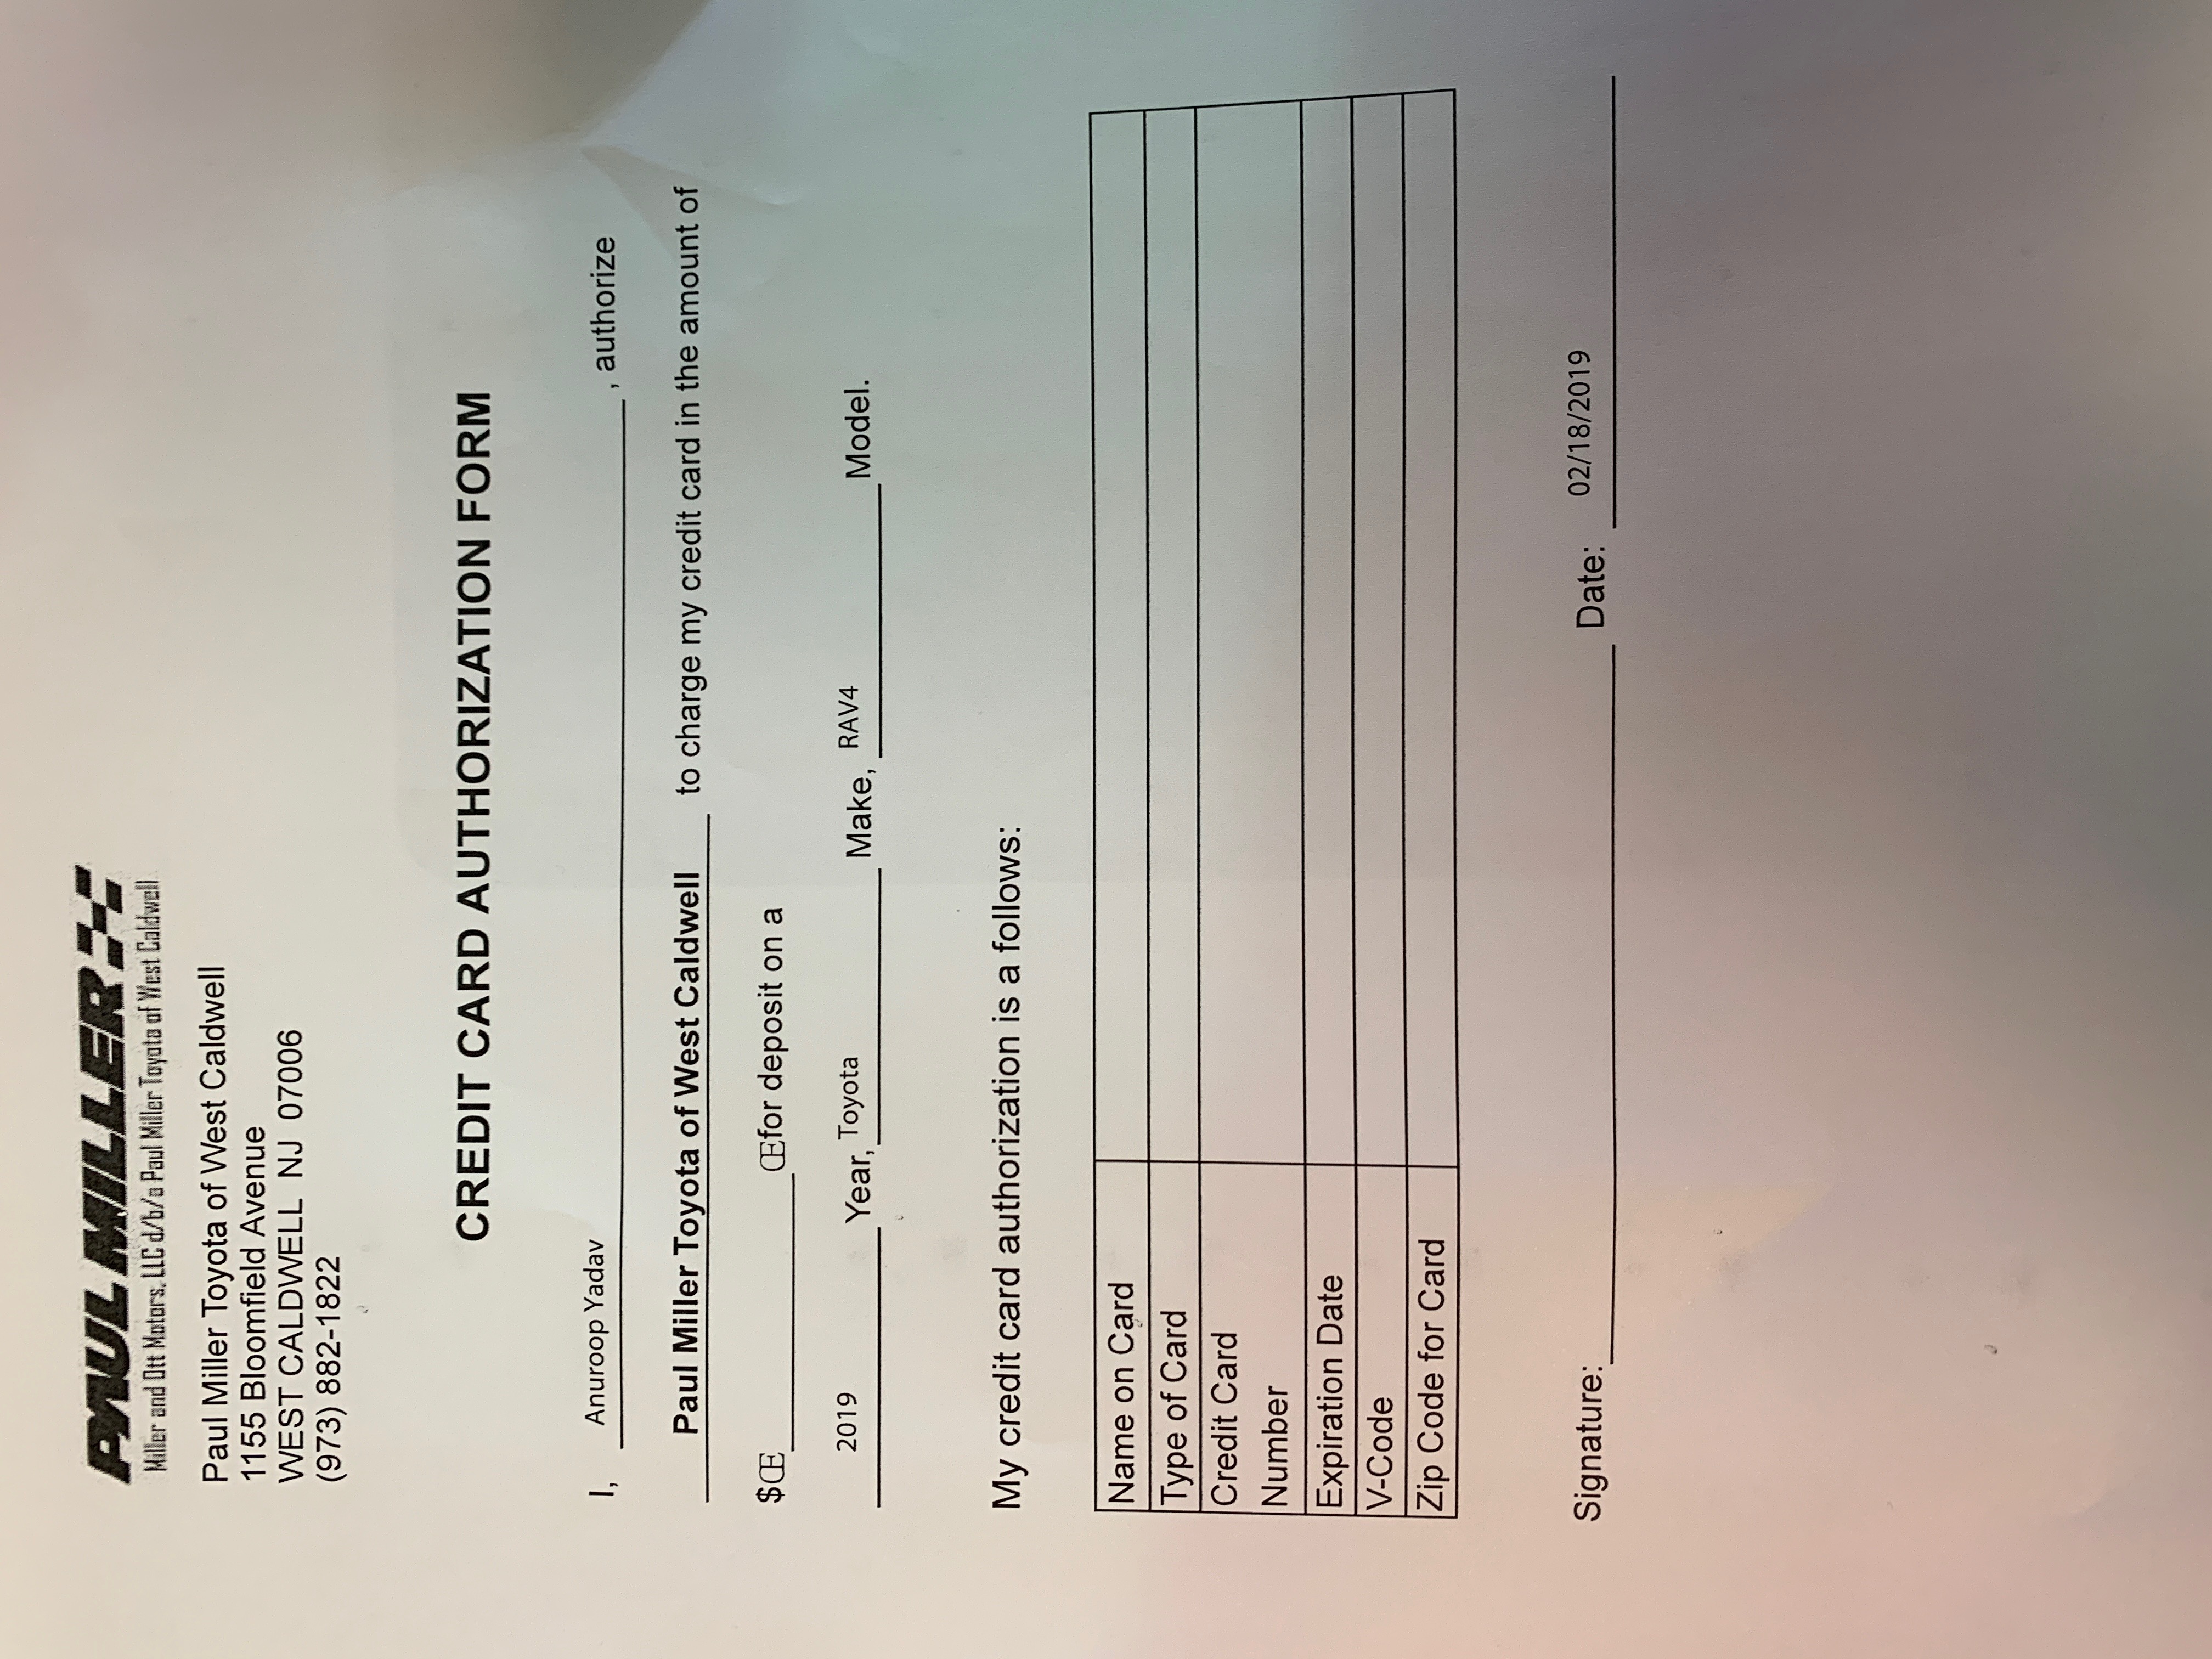 PAUL MILLER
Miller and Ott Motors, LLC d/b/a Paul Miller Toyota of West Caldwell
Paul Miller Toyota of West Caldwell
1155 Bloomfield Avenue
WEST CALDWELL NJ 07006
(973) 882-1822
CREDIT CARD AUTHORIZATION FORM
I, Anuroop Yadav , authorize
Paul Miller Toyota of West Caldwell to charge my credit card in the amount of
$Œ Œfor deposit on a
2019 Year, Toyota Make, RAV4 Model.
My credit card authorization is a follows:
Name on Card
Type of Card
Credit Card
Number
Expiration Date
V-Code
Zip Code for Card
Signature: Date: 02/18/2019